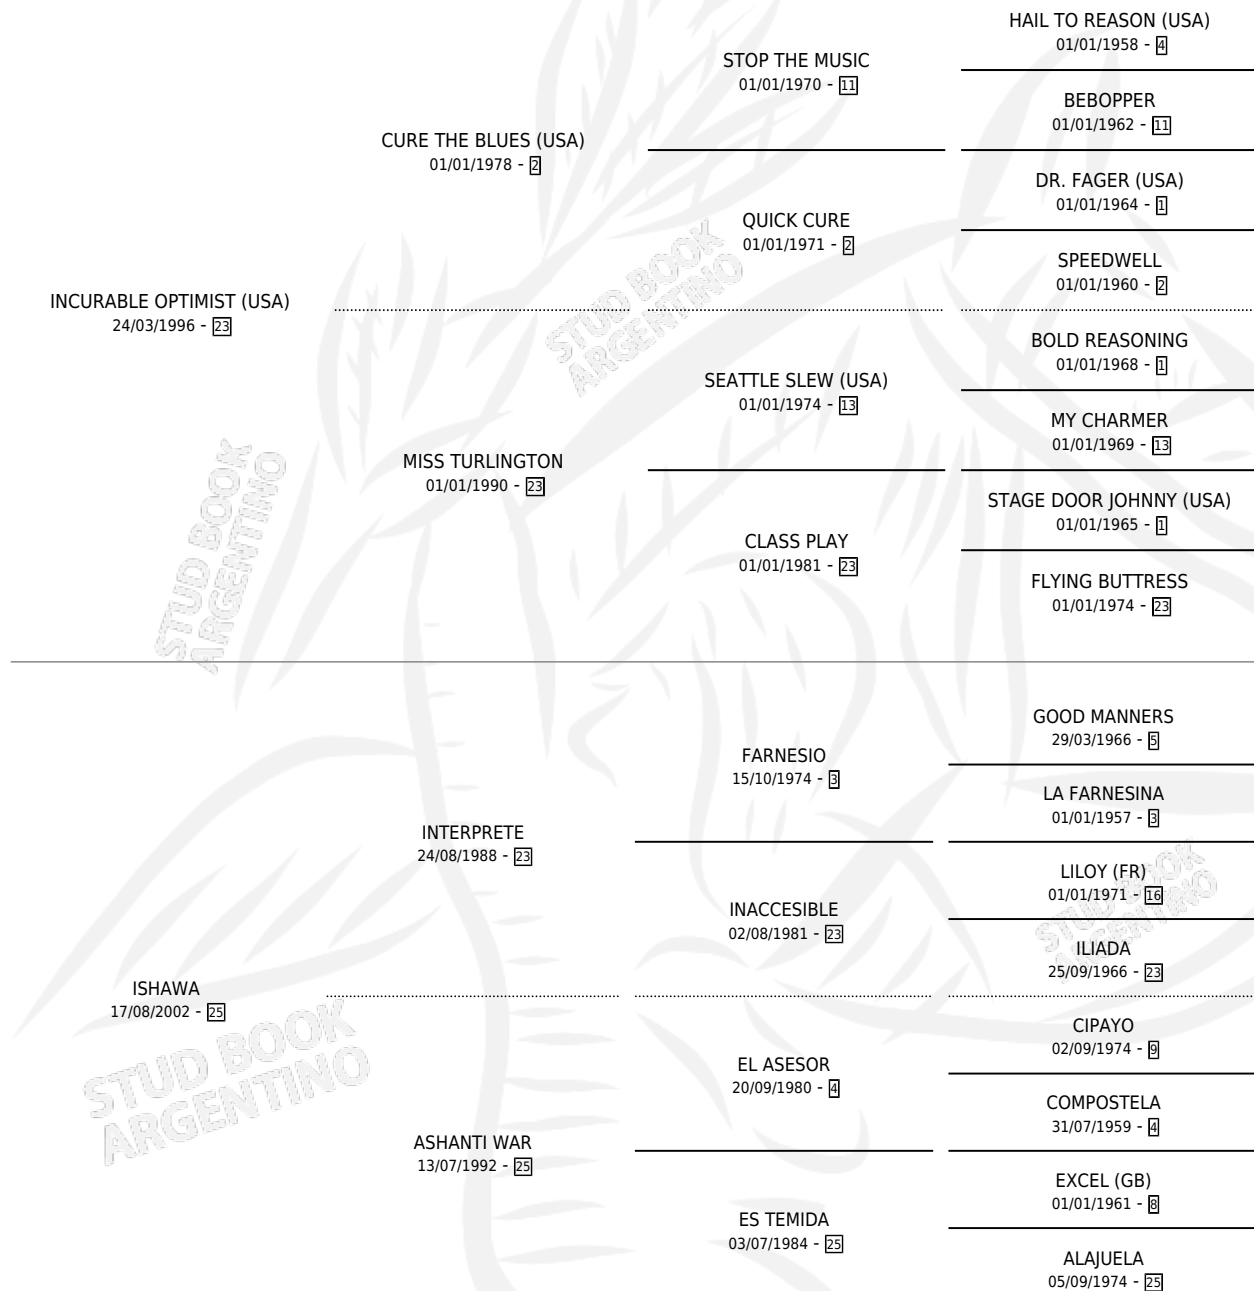 HAIL TO REASON (USA)
01/01/1958 - 4
STOP THE MUSIC
01/01/1970 - 11
BEBOPPER
01/01/1962 - 11
CURE THE BLUES (USA)
01/01/1978 - 2
DR. FAGER (USA)
01/01/1964 - 1
QUICK CURE
01/01/1971 - 2
SPEEDWELL
01/01/1960 - 2
INCURABLE OPTIMIST (USA)
24/03/1996 - 23
BOLD REASONING
01/01/1968 - 1
SEATTLE SLEW (USA)
01/01/1974 - 13
MY CHARMER
01/01/1969 - 13
MISS TURLINGTON
01/01/1990 - 23
STAGE DOOR JOHNNY (USA)
01/01/1965 - 1
CLASS PLAY
01/01/1981 - 23
FLYING BUTTRESS
01/01/1974 - 23
GOOD MANNERS
29/03/1966 - 5
FARNESIO
15/10/1974 - 3
LA FARNESINA
01/01/1957 - 3
INTERPRETE
24/08/1988 - 23
LILOY (FR)
01/01/1971 - 16
INACCESIBLE
02/08/1981 - 23
ILIADA
25/09/1966 - 23
ISHAWA
17/08/2002 - 25
CIPAYO
02/09/1974 - 9
EL ASESOR
20/09/1980 - 4
COMPOSTELA
31/07/1959 - 4
ASHANTI WAR
13/07/1992 - 25
EXCEL (GB)
01/01/1961 - 8
ES TEMIDA
03/07/1984 - 25
ALAJUELA
05/09/1974 - 25
STUD BOOK
ARGENTINO
STUD BOOK
ARGENTINO
STUD BOOK
ARGENTINO
STUD BOOK
ARGENTINO